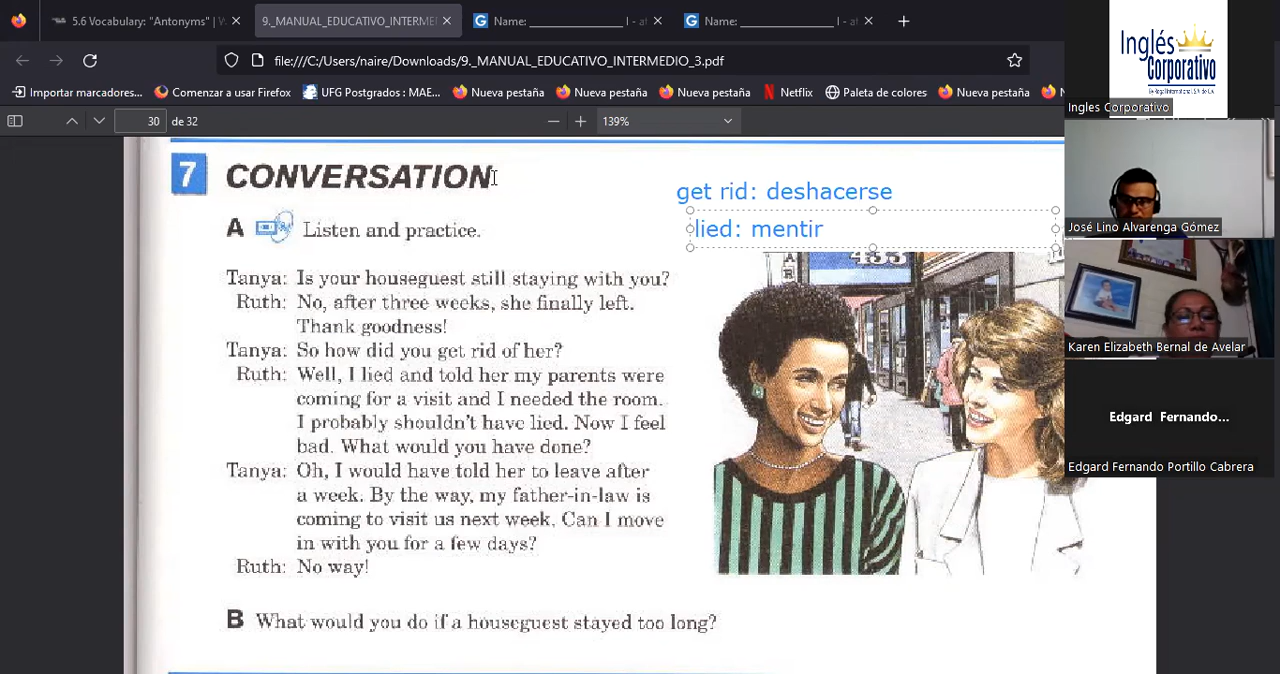 5.6 Vocabulary: "Antonyms" | W
9._MANUAL_EDUCATIVO_INTERME
Name: ____________________ I - at
Name: ____________________ I - at
file:///C:/Users/naire/Downloads/9._MANUAL_EDUCATIVO_INTERMEDIO_3.pdf
Importar marcadores...
Comenzar a usar Firefox
UFG Postgrados : MAE...
Nueva pestaña
Nueva pestaña
Nueva pestaña
Netflix
Paleta de colores
Nueva pestaña
30 de 32
139%
7 CONVERSATION
get rid: deshacerse
lied: mentir
A Listen and practice.
Tanya: Is your houseguest still staying with you?
Ruth: No, after three weeks, she finally left.
Thank goodness!
Tanya: So how did you get rid of her?
Ruth: Well, I lied and told her my parents were
coming for a visit and I needed the room.
I probably shouldn't have lied. Now I feel
bad. What would you have done?
Tanya: Oh, I would have told her to leave after
a week. By the way, my father-in-law is
coming to visit us next week. Can I move
in with you for a few days?
Ruth: No way!
B What would you do if a houseguest stayed too long?
433
BAR
Inglés
Corporativo
Ingles Corporativo
José Lino Alvarenga Gómez
Karen Elizabeth Bernal de Avelar
Edgard Fernando...
Edgard Fernando Portillo Cabrera